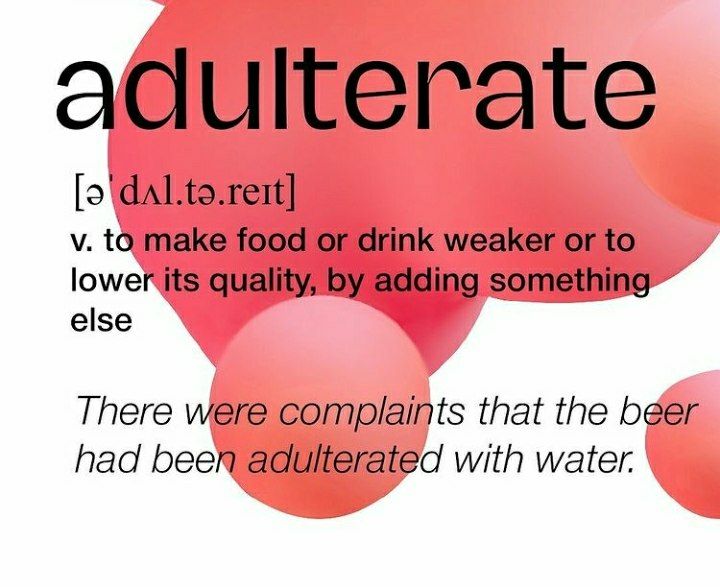 adulterate
[əˈdʌl.tə.reɪt]
v. to make food or drink weaker or to
lower its quality, by adding something
else
There were complaints that the beer
had been adulterated with water.